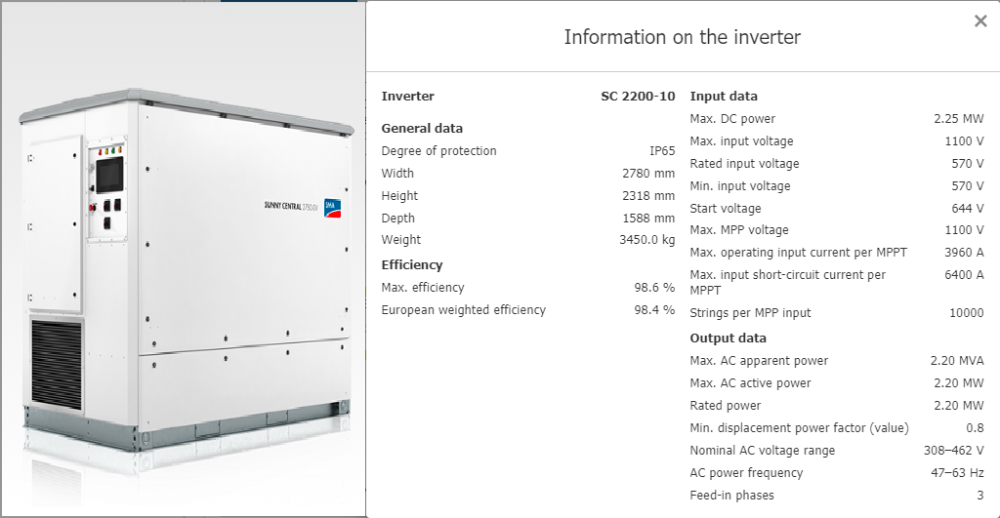 Information on the inverter
Inverter SC 2200-10
General data
Degree of protection IP65
Width 2780 mm
Height 2318 mm
Depth 1588 mm
Weight 3450.0 kg
Efficiency
Max. efficiency 98.6 %
European weighted efficiency 98.4 %
Input data
Max. DC power 2.25 MW
Max. input voltage 1100 V
Rated input voltage 570 V
Min. input voltage 570 V
Start voltage 644 V
Max. MPP voltage 1100 V
Max. operating input current per MPPT 3960 A
Max. input short-circuit current per 6400 A
MPPT
Strings per MPP input 10000
Output data
Max. AC apparent power 2.20 MVA
Max. AC active power 2.20 MW
Rated power 2.20 MW
Min. displacement power factor (value) 0.8
Nominal AC voltage range 308–462 V
AC power frequency 47–63 Hz
Feed-in phases 3
SUNNY CENTRAL
SMA